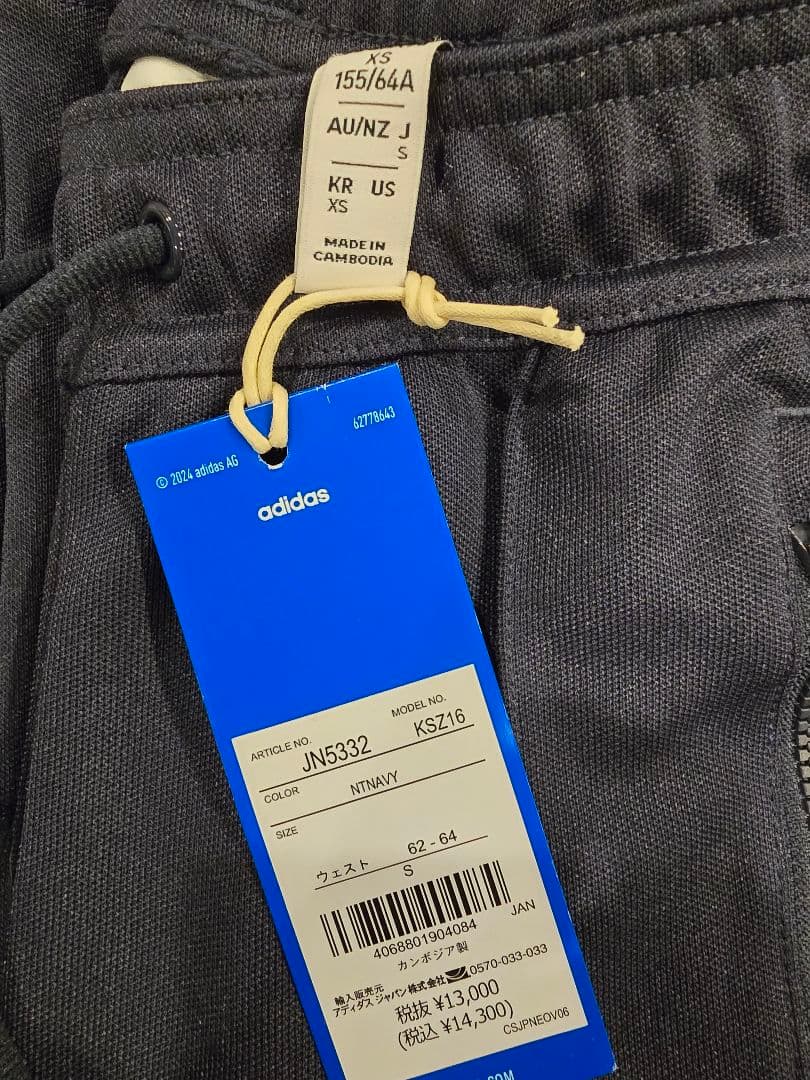 XS
155/64A
AU/NZ J
S
KR US
XS
MADE IN
CAMBODIA
62778643
© 2024 adidas AG
adidas
ARTICLE NO. MODEL NO.
JN5332 KSZ16
COLOR NTNAVY
SIZE
ウェスト 62 - 64
S
JAN
4068801904084
カンボジア製
輸入販売元
アディダス ジャパン株式会社 0570-033-033
税抜 ¥13,000
(税込 ¥14,300)
CSJPNEOV06
.COM